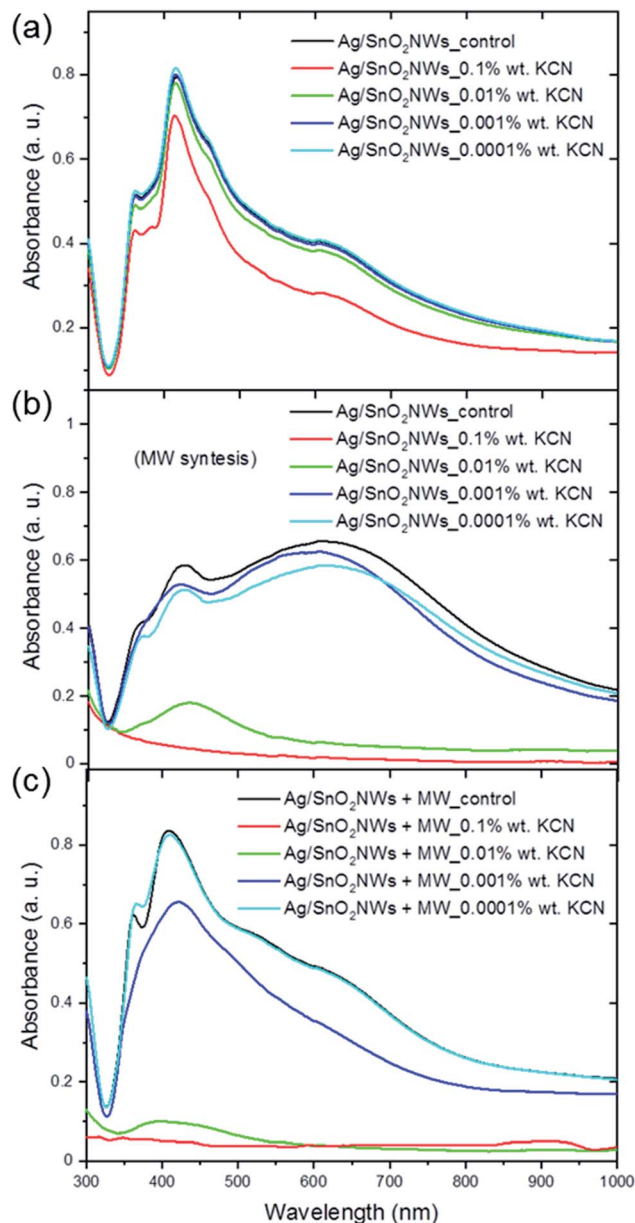 (a)
Ag/SnO₂NWs_control
Ag/SnO₂NWs_0.1% wt. KCN
Ag/SnO₂NWs_0.01% wt. KCN
Ag/SnO₂NWs_0.001% wt. KCN
Ag/SnO₂NWs_0.0001% wt. KCN
0.8
0.6
0.4
0.2
Absorbance (a. u.)
(b)
(MW syntesis)
Ag/SnO₂NWs_control
Ag/SnO₂NWs_0.1% wt. KCN
Ag/SnO₂NWs_0.01% wt. KCN
Ag/SnO₂NWs_0.001% wt. KCN
Ag/SnO₂NWs_0.0001% wt. KCN
1
0.8
0.6
0.4
0.2
0
Absorbance (a. u.)
(c)
Ag/SnO₂NWs + MW_control
Ag/SnO₂NWs + MW_0.1% wt. KCN
Ag/SnO₂NWs + MW_0.01% wt. KCN
Ag/SnO₂NWs + MW_0.001% wt. KCN
Ag/SnO₂NWs + MW_0.0001% wt. KCN
0.8
0.6
0.4
0.2
0
Absorbance (a. u.)
300 400 500 600 700 800 900 1000
Wavelength (nm)